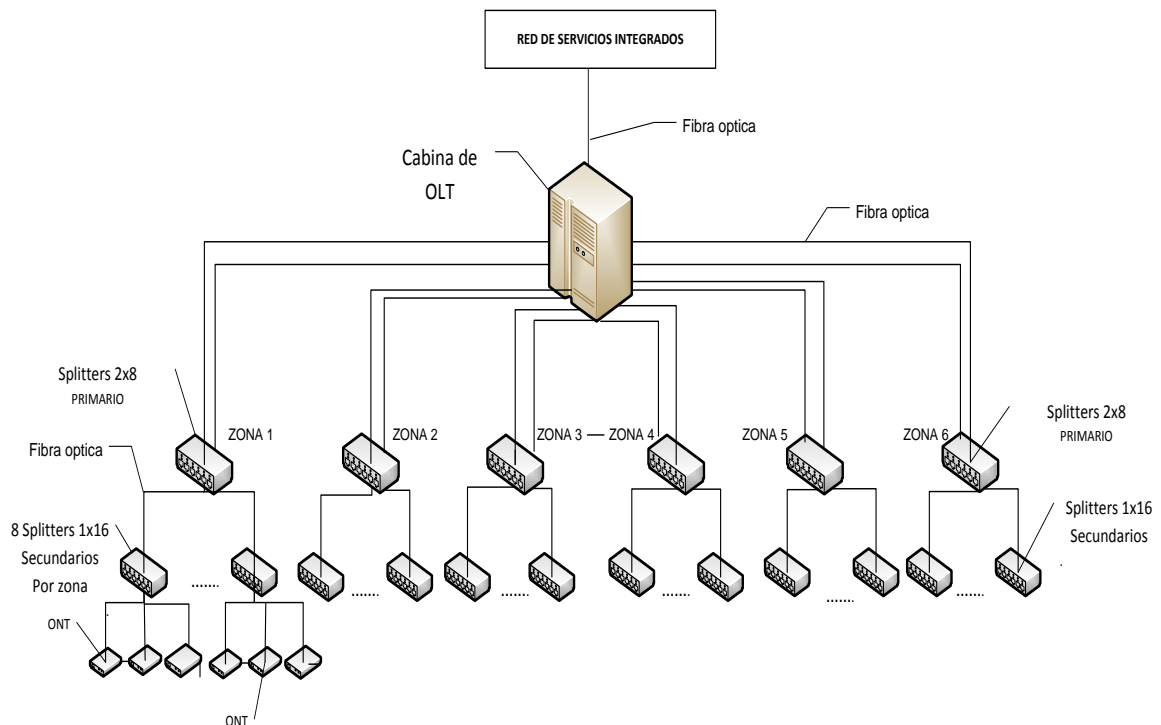 RED DE SERVICIOS INTEGRADOS
Fibra optica
Cabina de
OLT
Fibra optica
Splitters 2x8
PRIMARIO
Splitters 2x8
PRIMARIO
ZONA 1
ZONA 2
ZONA 3
ZONA 4
ZONA 5
ZONA 6
Fibra optica
8 Splitters 1x16
Secundarios
Por zona
Splitters 1x16
Secundarios
ONT
ONT